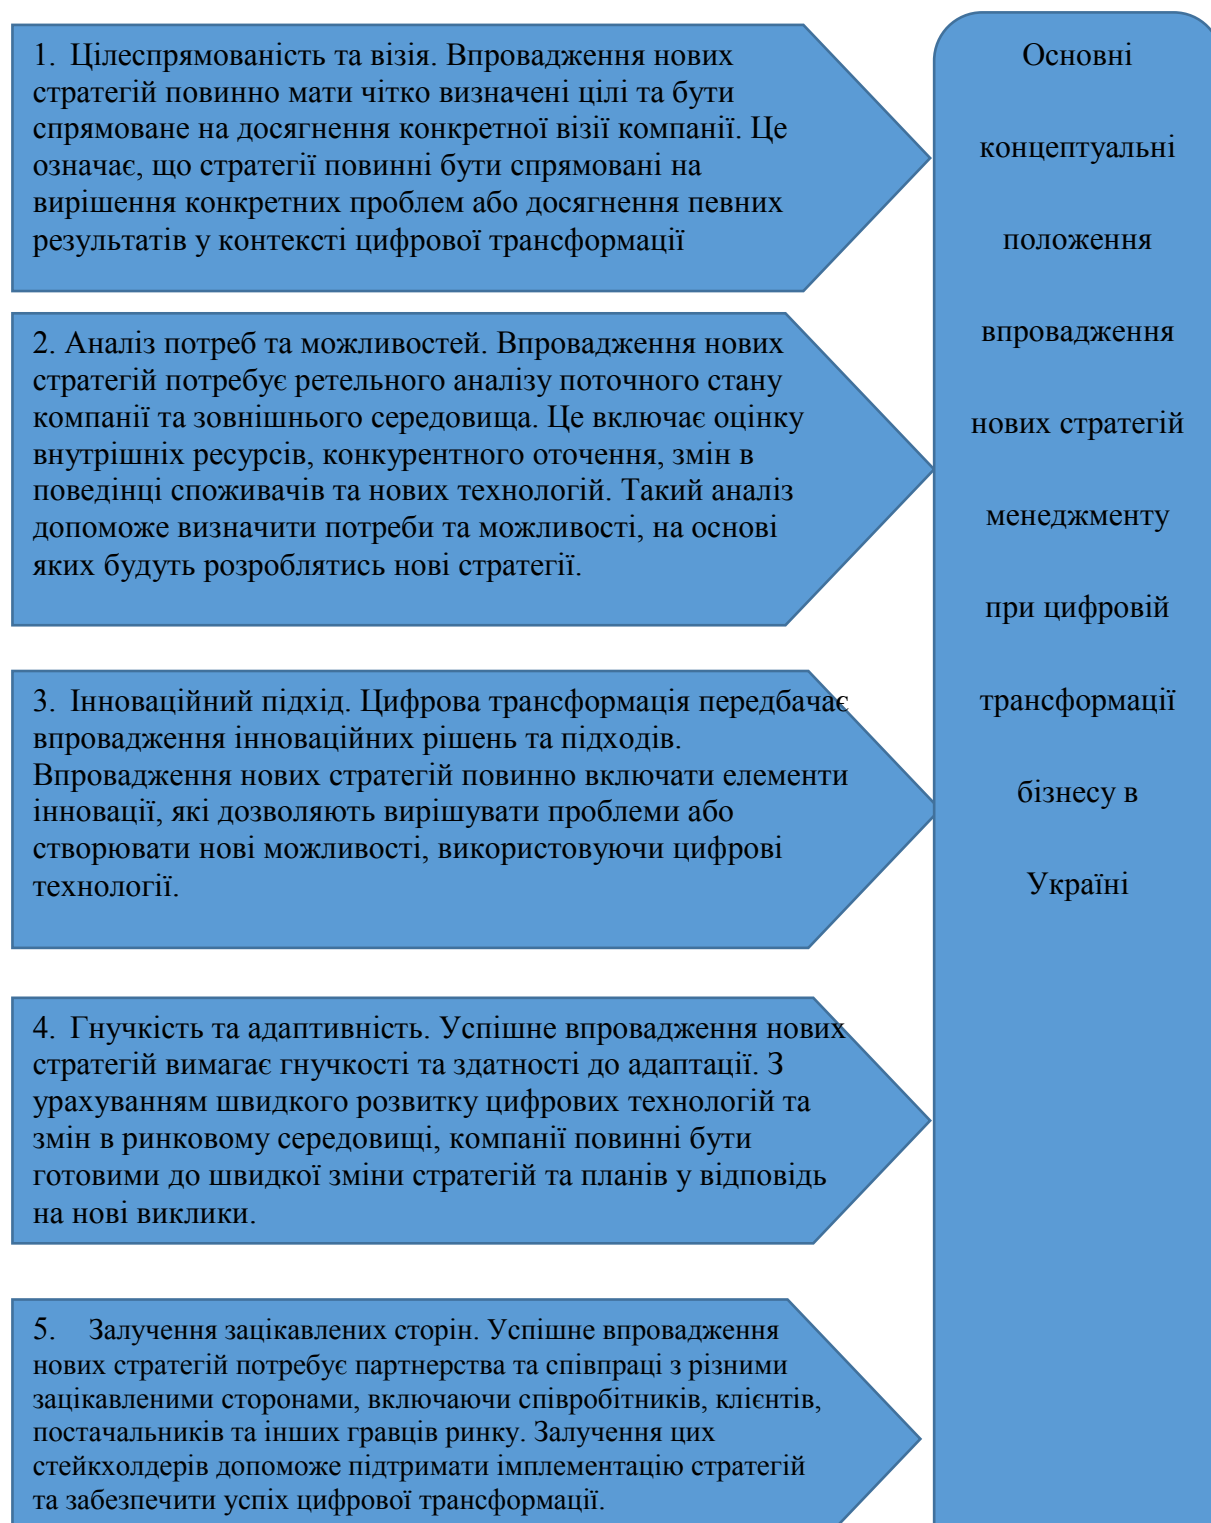 1. Цілеспрямованість та візія. Впровадження нових
стратегій повинно мати чітко визначені цілі та бути
спрямоване на досягнення конкретної візії компанії. Це
означає, що стратегії повинні бути спрямовані на
вирішення конкретних проблем або досягнення певних
результатів у контексті цифрової трансформації
2. Аналіз потреб та можливостей. Впровадження нових
стратегій потребує ретельного аналізу поточного стану
компанії та зовнішнього середовища. Це включає оцінку
внутрішніх ресурсів, конкурентного оточення, змін в
поведінці споживачів та нових технологій. Такий аналіз
допоможе визначити потреби та можливості, на основі
яких будуть розроблятись нові стратегії.
3. Інноваційний підхід. Цифрова трансформація передбачає
впровадження інноваційних рішень та підходів.
Впровадження нових стратегій повинно включати елементи
інновації, які дозволяють вирішувати проблеми або
створювати нові можливості, використовуючи цифрові
технології.
4. Гнучкість та адаптивність. Успішне впровадження нових
стратегій вимагає гнучкості та здатності до адаптації. З
урахуванням швидкого розвитку цифрових технологій та
змін в ринковому середовищі, компанії повинні бути
готовими до швидкої зміни стратегій та планів у відповідь
на нові виклики.
5. Залучення зацікавлених сторін. Успішне впровадження
нових стратегій потребує партнерства та співпраці з різними
зацікавленими сторонами, включаючи співробітників, клієнтів,
постачальників та інших гравців ринку. Залучення цих
стейкхолдерів допоможе підтримати імплементацію стратегій
та забезпечити успіх цифрової трансформації.
Основні
концептуальні
положення
впровадження
нових стратегій
менеджменту
при цифровій
трансформації
бізнесу в
Україні